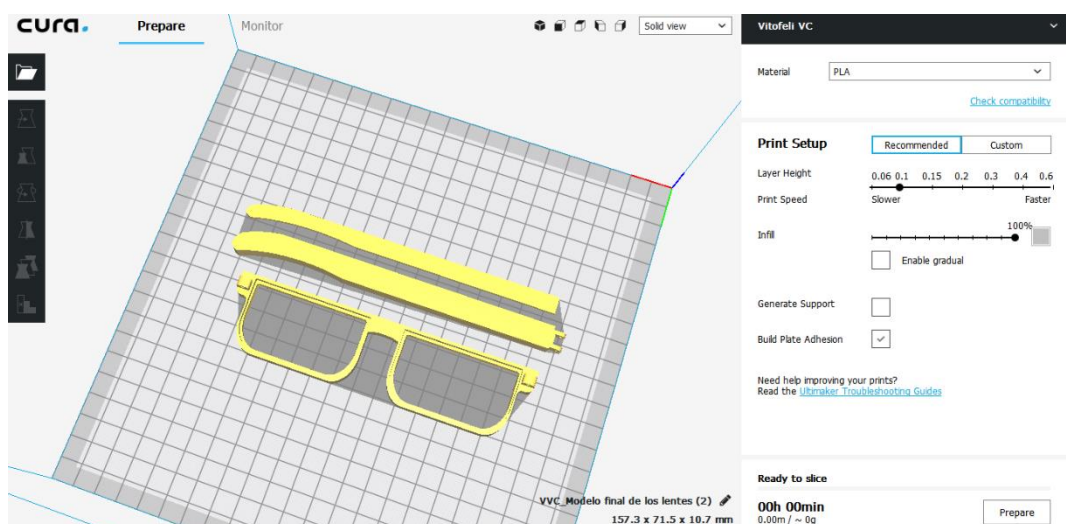 cura.
Prepare
Monitor
Solid view
Vitofeli VC
Material
PLA
Check compatibility
Print Setup
Recommended
Custom
Layer Height
0.06 0.1 0.15 0.2 0.3 0.4 0.6
Print Speed
Slower
Faster
Infill
100%
Enable gradual
Generate Support
Build Plate Adhesion
Need help improving your prints?
Read the Ultimaker Troubleshooting Guides
VVC_Modelo final de los lentes (2)
157.3 x 71.5 x 10.7 mm
Ready to slice
00h 00min
0.00m / ~ 0g
Prepare